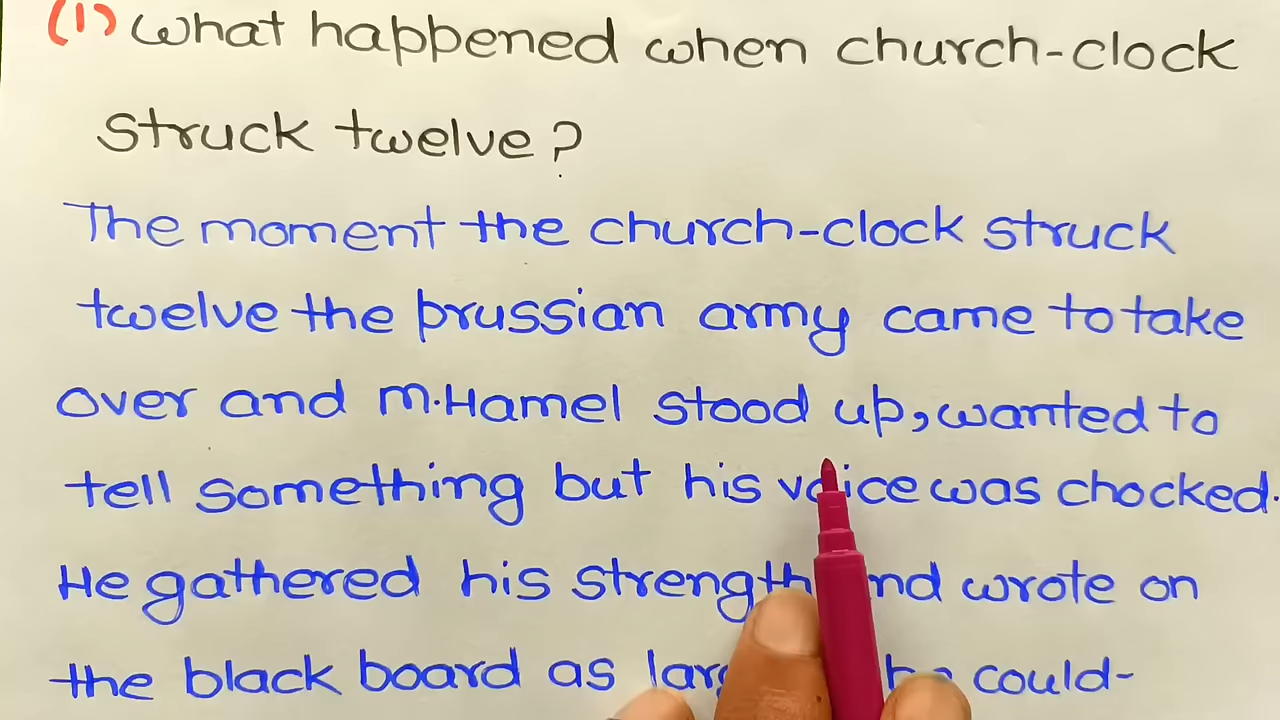 (1) What happened when church-clock
struck twelve?
The moment the church-clock struck
twelve the prussian army came to take
over and M.Hamel stood up, wanted to
tell something but his voice was chocked.
He gathered his strength and wrote on
the black board as could-